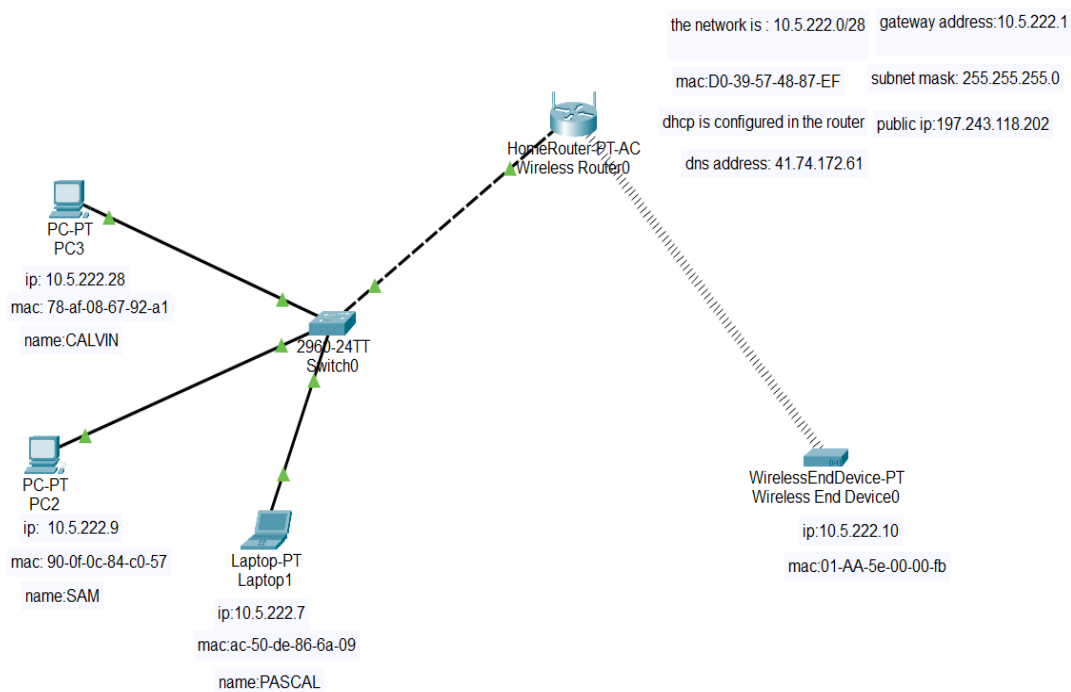 the network is : 10.5.222.0/28
gateway address:10.5.222.1
mac:D0-39-57-48-87-EF
subnet mask: 255.255.255.0
dhcp is configured in the router
public ip:197.243.118.202
dns address: 41.74.172.61
HomeRouter-PT-AC
Wireless Router0
PC-PT
PC3
ip: 10.5.222.28
mac: 78-af-08-67-92-a1
name:CALVIN
2960-24TT
Switch0
PC-PT
PC2
ip: 10.5.222.9
mac: 90-0f-0c-84-c0-57
name:SAM
Laptop-PT
Laptop1
ip:10.5.222.7
mac:ac-50-de-86-6a-09
name:PASCAL
WirelessEndDevice-PT
Wireless End Device0
ip:10.5.222.10
mac:01-AA-5e-00-00-fb